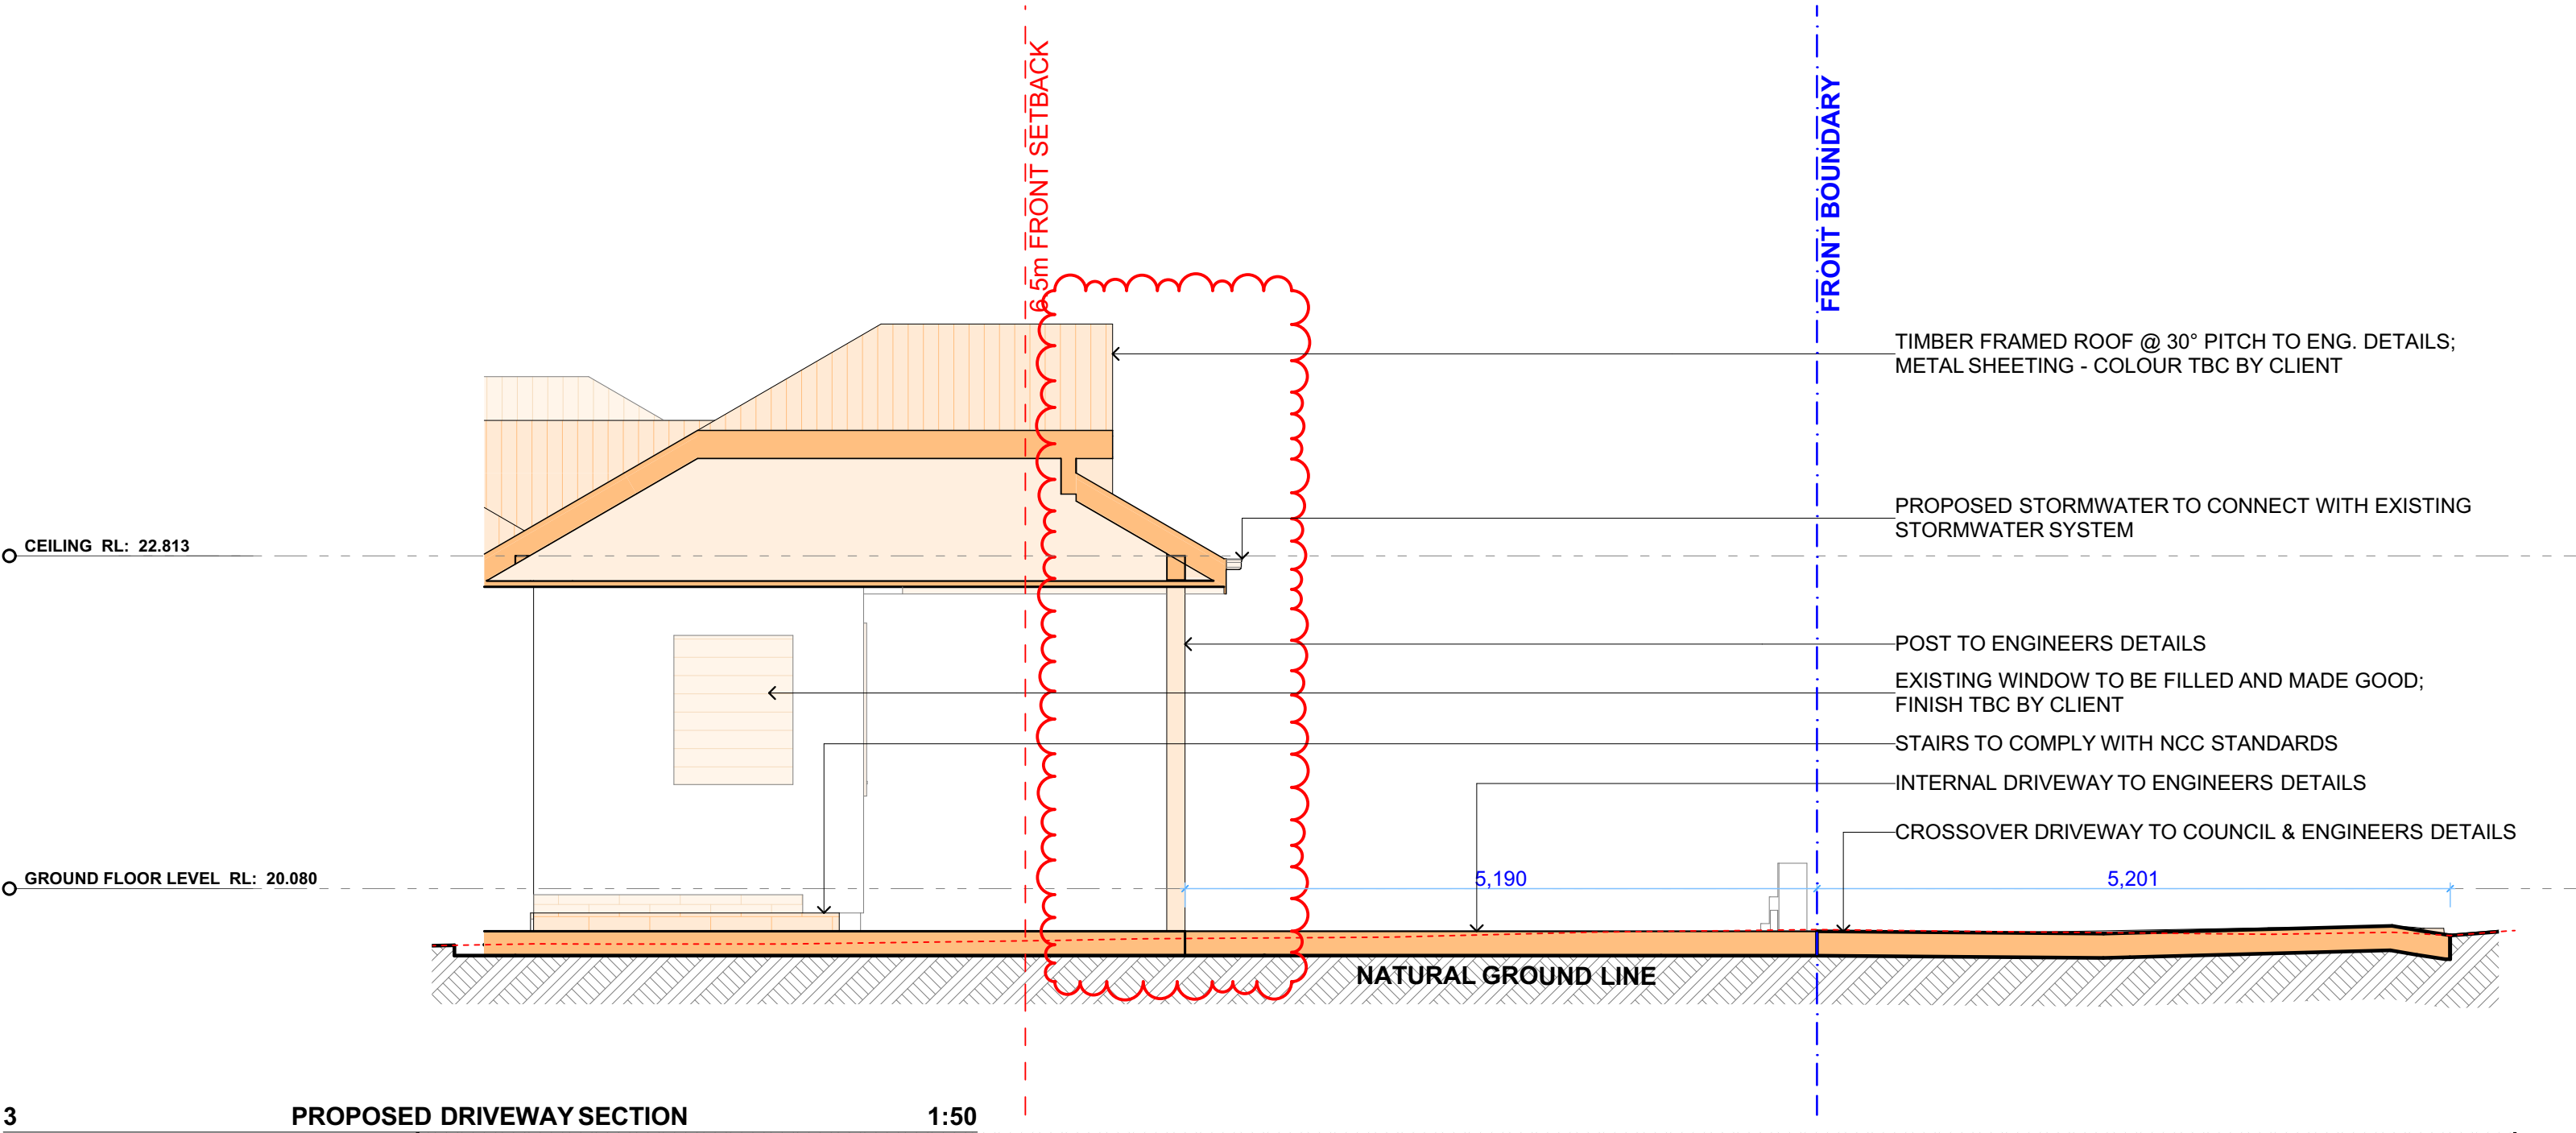 6.5m FRONT SETBACK
FRONT BOUNDARY
TIMBER FRAMED ROOF @ 30° PITCH TO ENG. DETAILS;
METAL SHEETING - COLOUR TBC BY CLIENT
PROPOSED STORMWATER TO CONNECT WITH EXISTING
STORMWATER SYSTEM
CEILING RL: 22.813
POST TO ENGINEERS DETAILS
EXISTING WINDOW TO BE FILLED AND MADE GOOD;
FINISH TBC BY CLIENT
STAIRS TO COMPLY WITH NCC STANDARDS
INTERNAL DRIVEWAY TO ENGINEERS DETAILS
CROSSOVER DRIVEWAY TO COUNCIL & ENGINEERS DETAILS
GROUND FLOOR LEVEL RL: 20.080
5,190
5,201
NATURAL GROUND LINE
3 PROPOSED DRIVEWAY SECTION 1:50